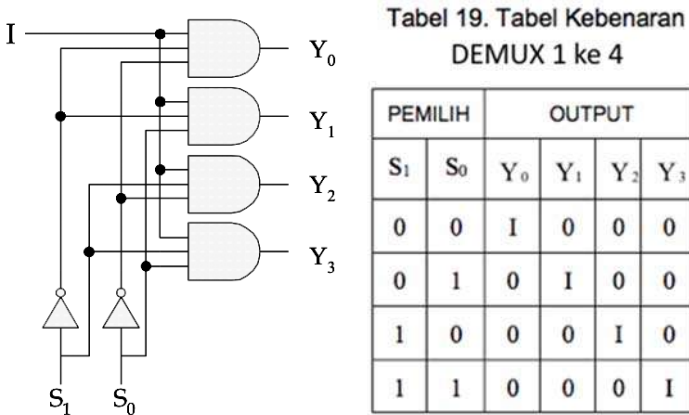 I
Y₀
Y₁
Y₂
Y₃
S₁ S₀
Tabel 19. Tabel Kebenaran
DEMUX 1 ke 4
PEMILIH OUTPUT
S₁ S₀ Y₀ Y₁ Y₂ Y₃
0 0 I 0 0 0
0 1 0 I 0 0
1 0 0 0 I 0
1 1 0 0 0 I